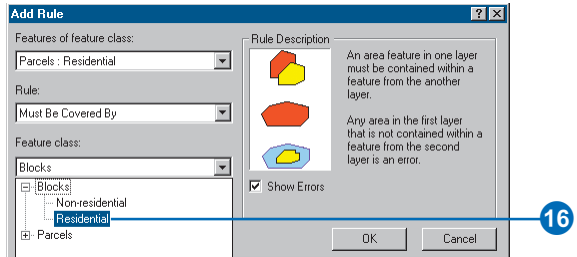 Add Rule
Features of feature class:
Parcels : Residential
Rule:
Must Be Covered By
Feature class:
Blocks
Blocks
Non-residential
Residential
Parcels
Rule Description
An area feature in one layer
must be contained within a
feature from the another
layer.
Any area in the first layer
that is not contained within a
feature from the second
layer is an error.
Show Errors
16
OK
Cancel